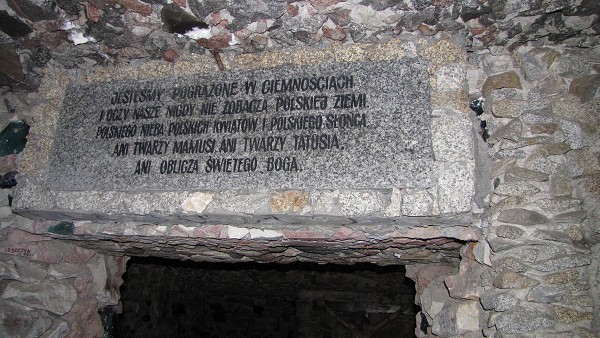 JESTEŚMY POGRĄŻONE W CIEMNOŚCIACH
I OCZY NASZE NIGDY NIE ZOBACZĄ POLSKIEJ ZIEMI.
POLSKIEGO NIEBA POLSKICH KWIATÓW I POLSKIEGO SŁOŃCA.
ANI TWARZY MAMUSI ANI TWARZY TATUSIA.
ANI OBLICZA ŚWIĘTEGO BOGA.